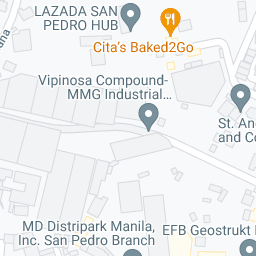 LAZADA SAN
PEDRO HUB
Cita's Baked2Go
Vipinosa Compound-
MMG Industrial...
St. An
and Co
MD Distripark Manila,
Inc. San Pedro Branch
EFB Geostrukt